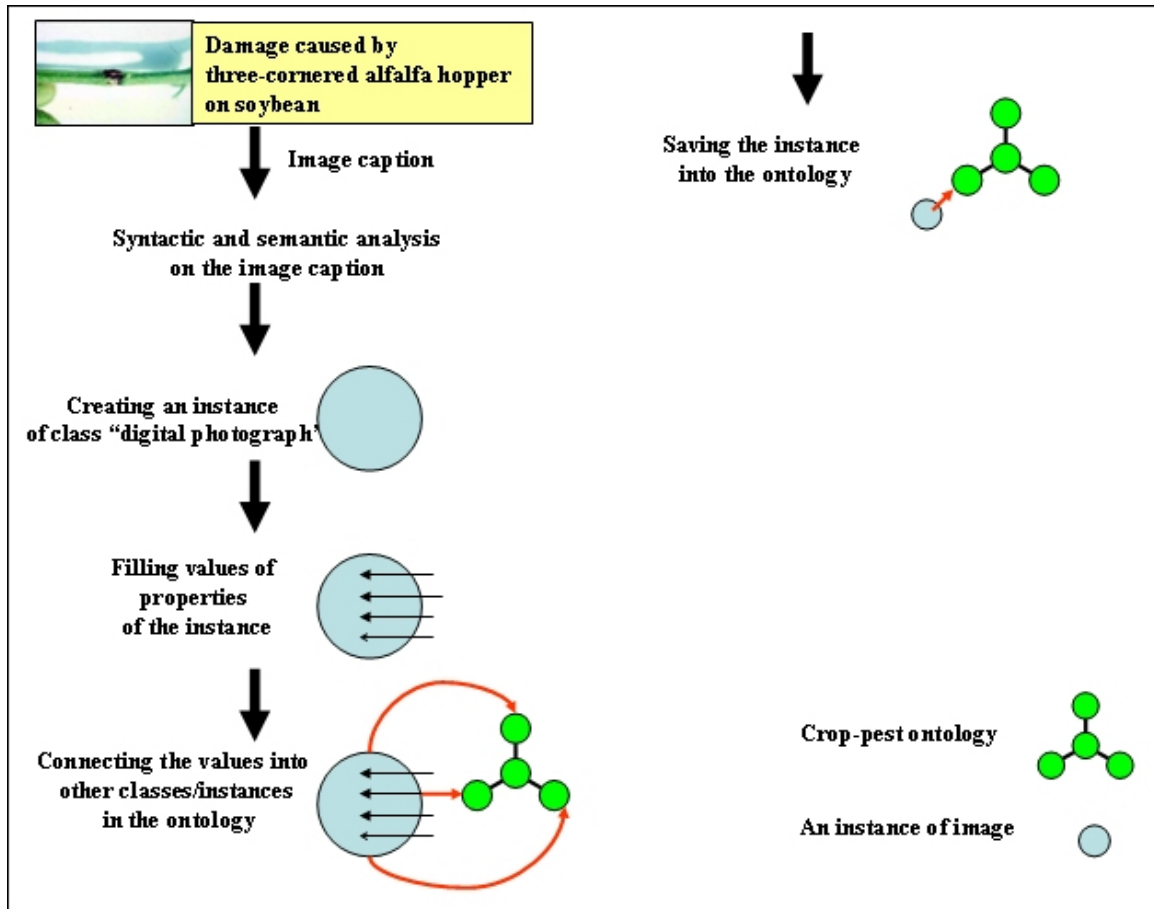 Damage caused by
three-cornered alfalfa hopper
on soybean
Image caption
Syntactic and semantic analysis
on the image caption
Creating an instance
of class “digital photograph’
Filling values of
properties
of the instance
Connecting the values into
other classes/instances
in the ontology
Saving the instance
into the ontology
Crop-pest ontology
An instance of image